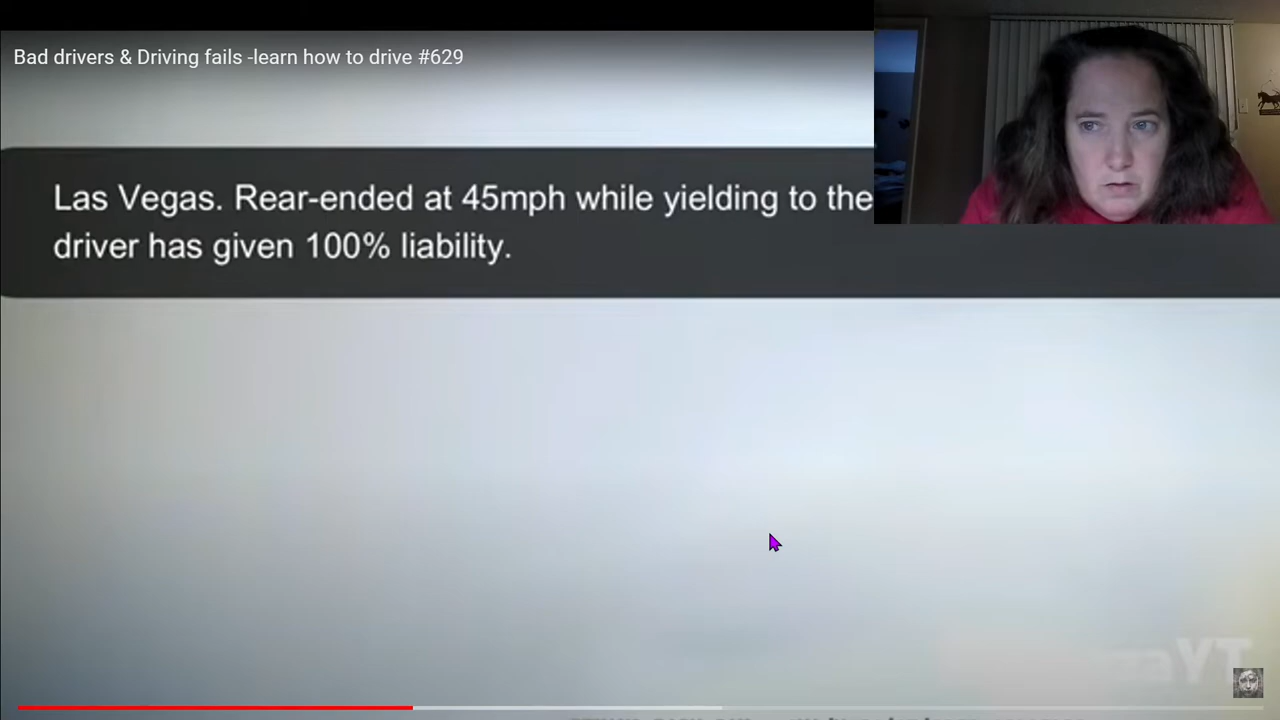 Bad drivers & Driving fails -learn how to drive #629
Las Vegas. Rear-ended at 45mph while yielding to the
driver has given 100% liability.
YT